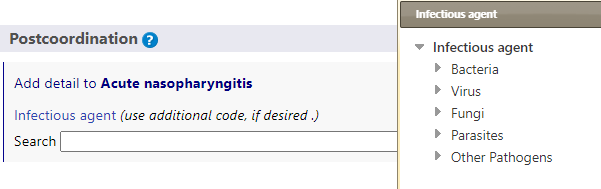 Postcoordination ?
Add detail to Acute nasopharyngitis
Infectious agent (use additional code, if desired .)
Search
Infectious agent
Infectious agent
Bacteria
Virus
Fungi
Parasites
Other Pathogens